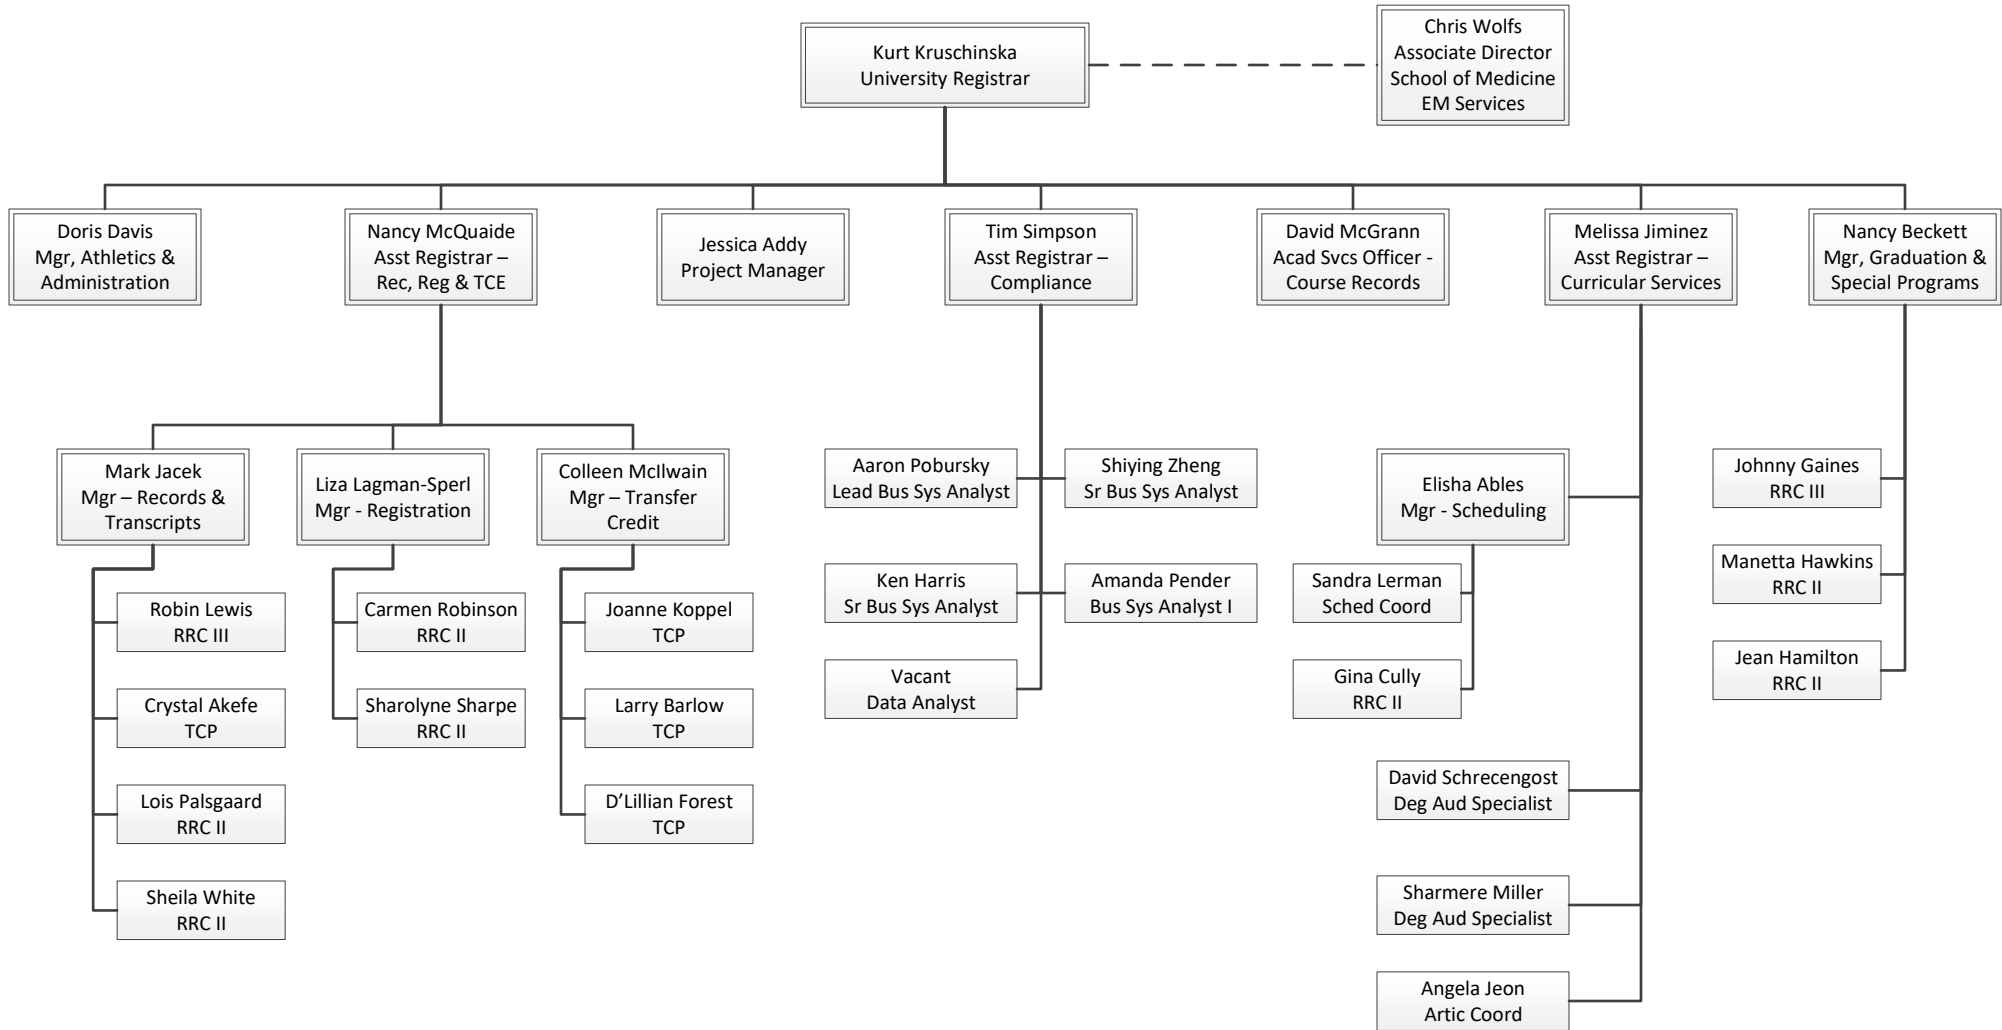 Kurt Kruschinska
University Registrar
Chris Wolfs
Associate Director
School of Medicine
EM Services
Doris Davis
Mgr, Athletics &
Administration
Nancy McQuaide
Asst Registrar –
Rec, Reg & TCE
Jessica Addy
Project Manager
Tim Simpson
Asst Registrar –
Compliance
David McGrann
Acad Svcs Officer -
Course Records
Melissa Jiminez
Asst Registrar –
Curricular Services
Nancy Beckett
Mgr, Graduation &
Special Programs
Mark Jacek
Mgr – Records &
Transcripts
Liza Lagman-Sperl
Mgr - Registration
Colleen McIlwain
Mgr – Transfer
Credit
Robin Lewis
RRC III
Crystal Akefe
TCP
Lois Palsgaard
RRC II
Sheila White
RRC II
Carmen Robinson
RRC II
Sharolyne Sharpe
RRC II
Joanne Koppel
TCP
Larry Barlow
TCP
D’Lillian Forest
TCP
Aaron Pobursky
Lead Bus Sys Analyst
Shiying Zheng
Sr Bus Sys Analyst
Ken Harris
Sr Bus Sys Analyst
Amanda Pender
Bus Sys Analyst I
Vacant
Data Analyst
Elisha Ables
Mgr - Scheduling
Sandra Lerman
Sched Coord
Gina Cully
RRC II
David Schrecengost
Deg Aud Specialist
Sharmere Miller
Deg Aud Specialist
Angela Jeon
Artic Coord
Johnny Gaines
RRC III
Manetta Hawkins
RRC II
Jean Hamilton
RRC II